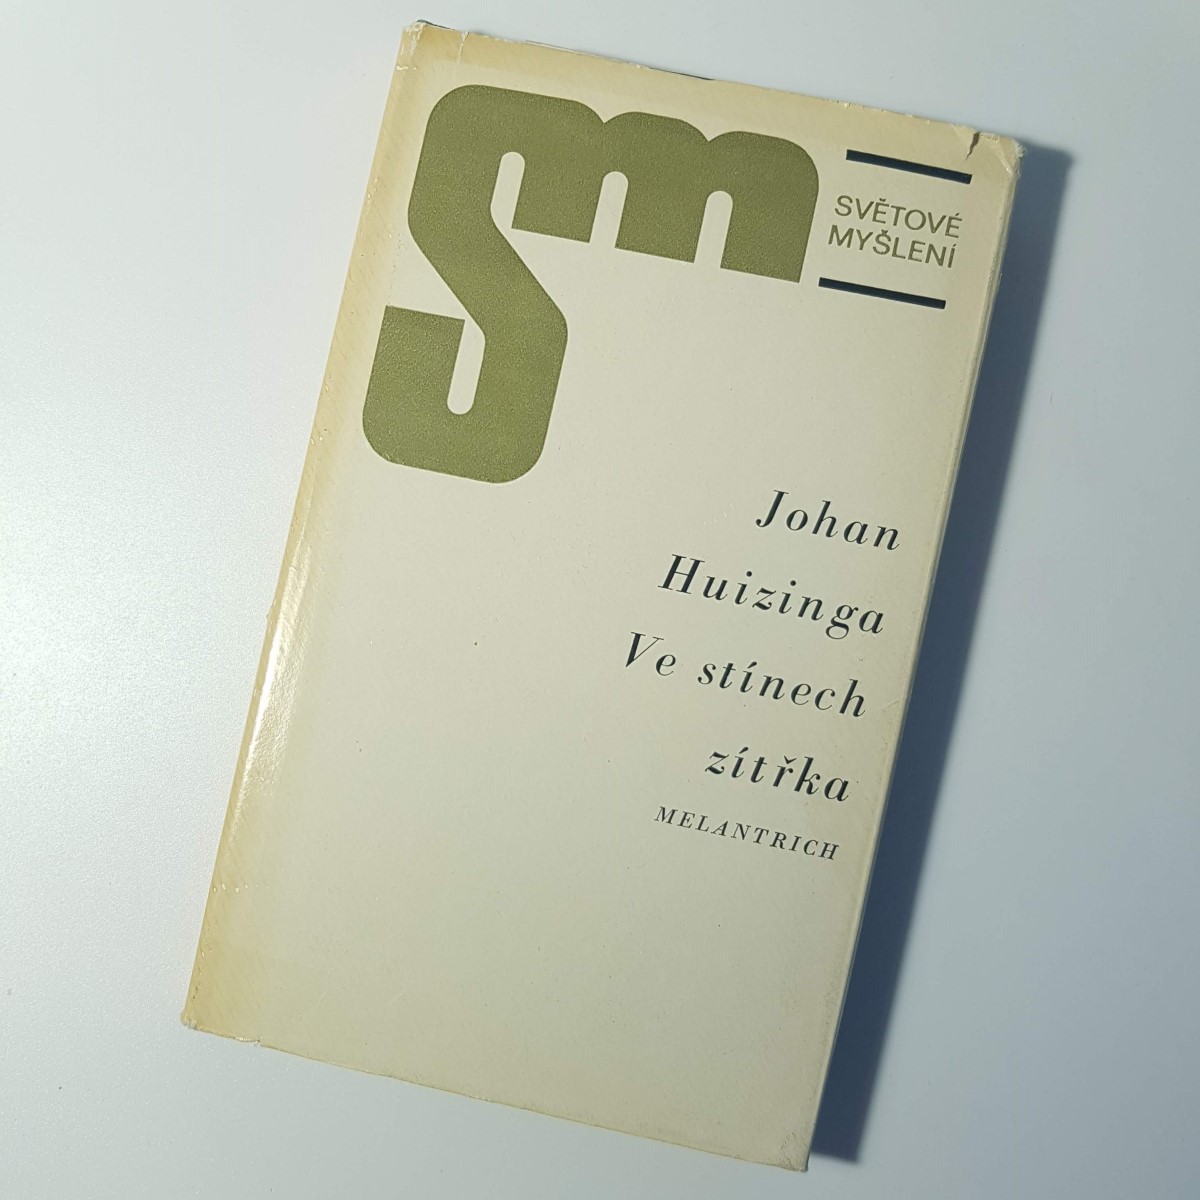 Sm
SVĚTOVÉ
MYŠLENÍ
Johan
Huizinga
Ve stínech
zítřka
MELANTRICH